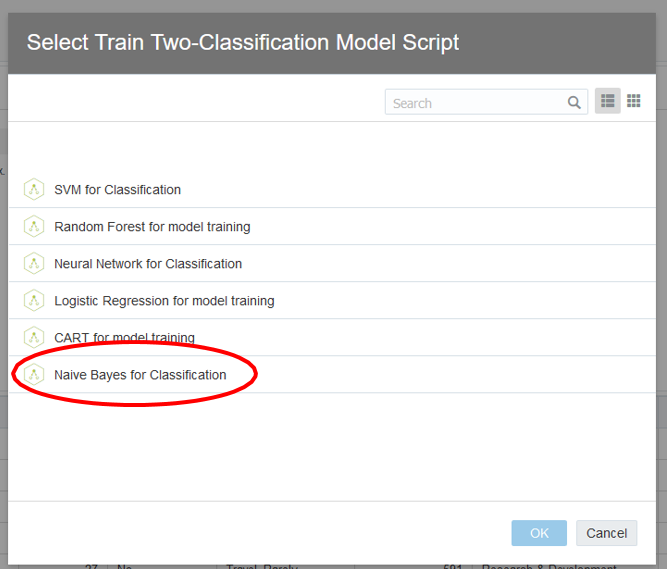 Select Train Two-Classification Model Script
Search
SVM for Classification
Random Forest for model training
Neural Network for Classification
Logistic Regression for model training
CART for model training
Naive Bayes for Classification
OK
Cancel